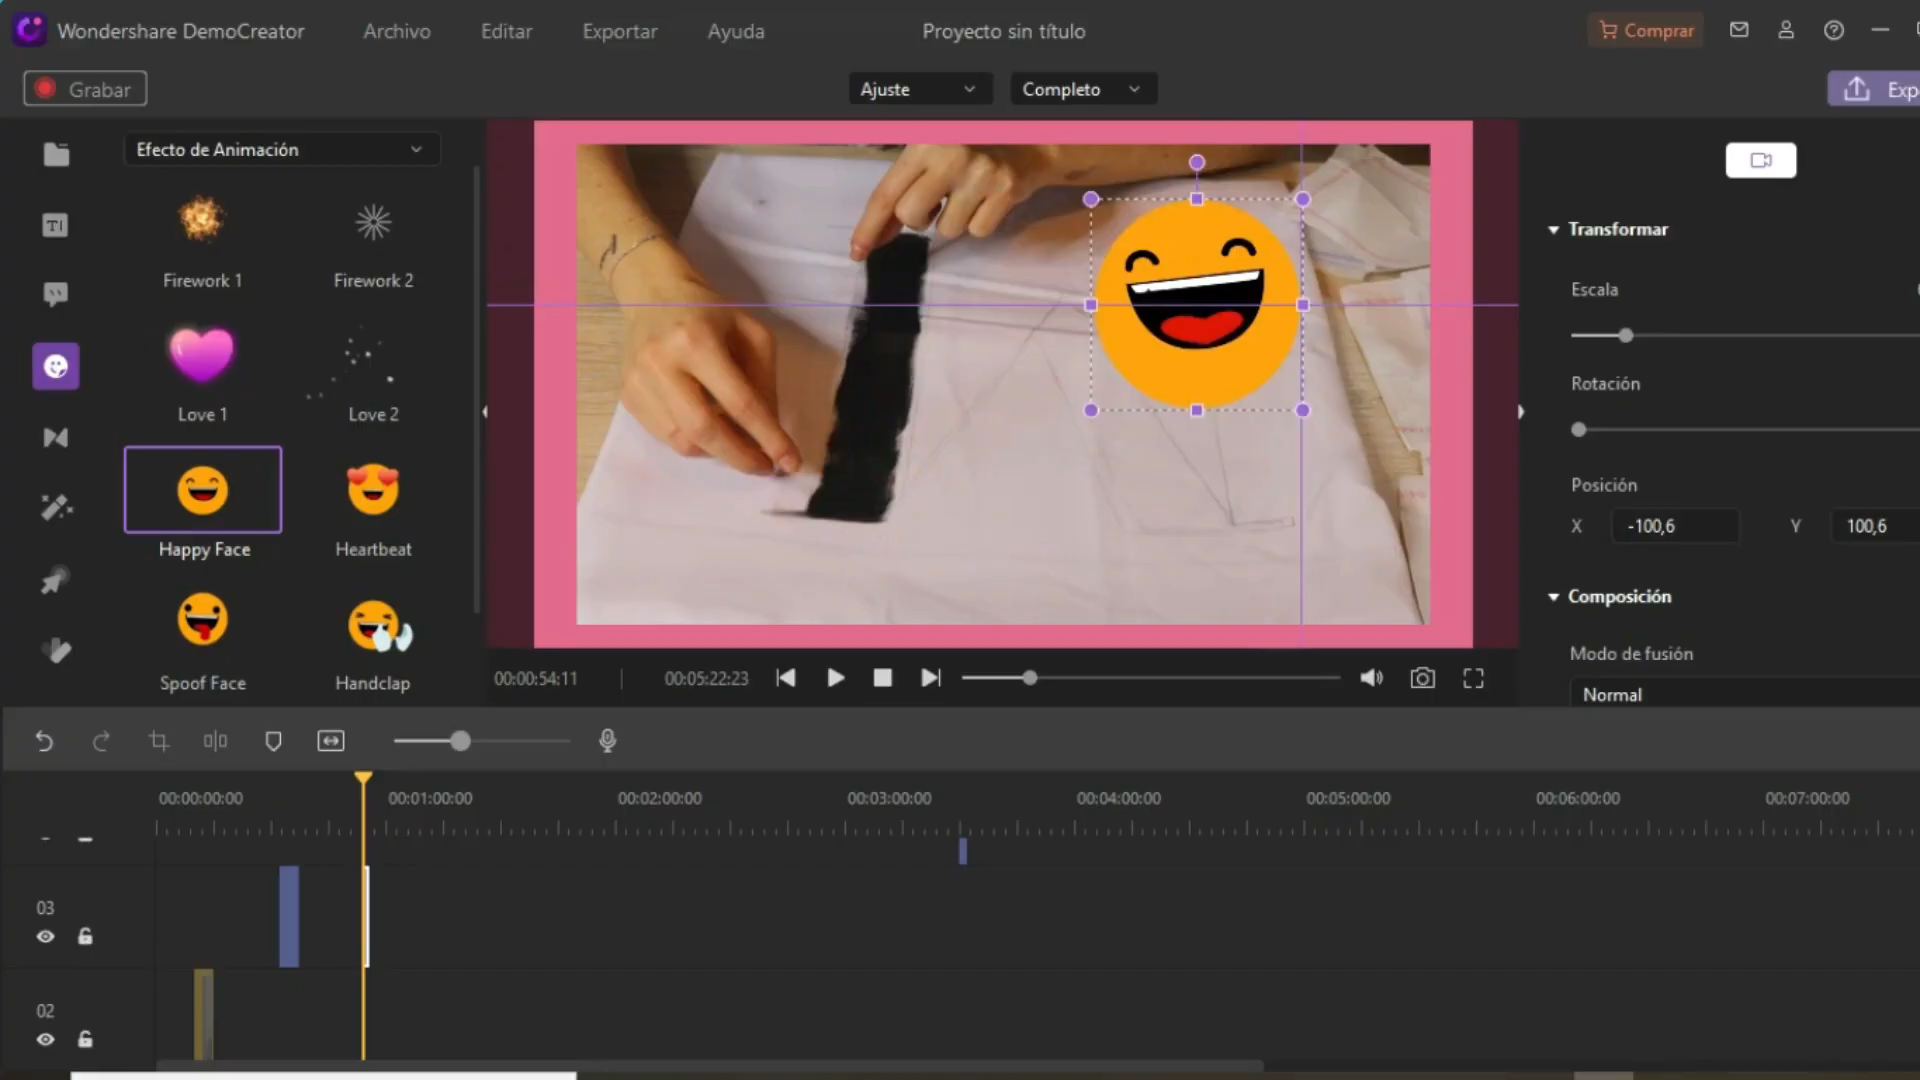 Wondershare DemoCreator Archivo Editar Exportar Ayuda Proyecto sin título Comprar
Grabar Ajuste Completo
Efecto de Animación
Firework 1 Firework 2
Love 1 Love 2
Happy Face Heartbeat
Spoof Face Handclap
Transformar
Escala
Rotación
Posición
X -100,6 Y 100,6
Composición
Modo de fusión
Normal
00:00:54:11 00:05:22:23
00:00:00:00 00:01:00:00 00:02:00:00 00:03:00:00 00:04:00:00 00:05:00:00 00:06:00:00 00:07:00:00
03
02